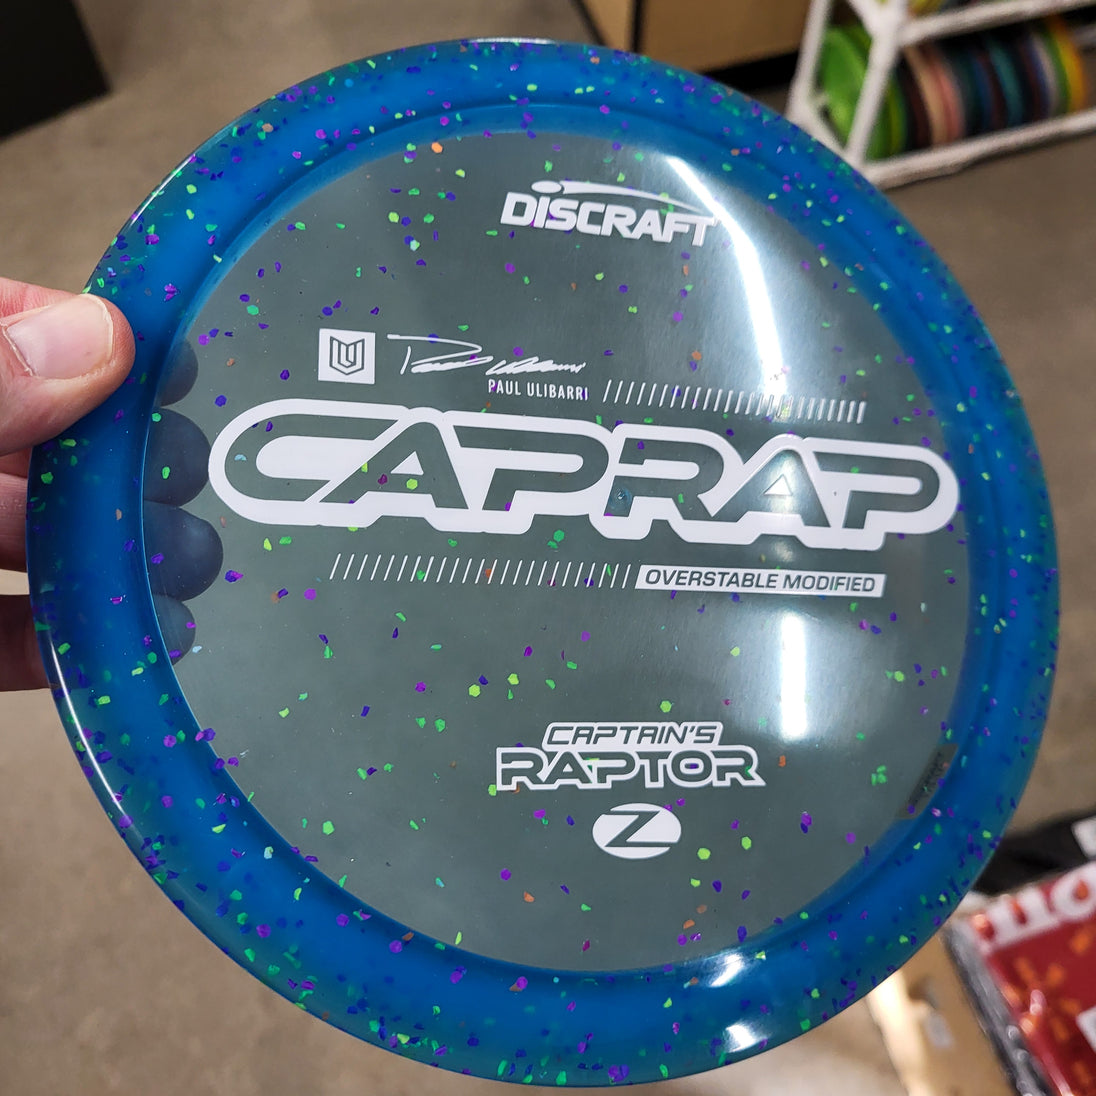 DISCRAFT
PAUL ULIBARRI
CAPRAP
OVERSTABLE MODIFIED
CAPTAIN'S
RAPTOR
Z